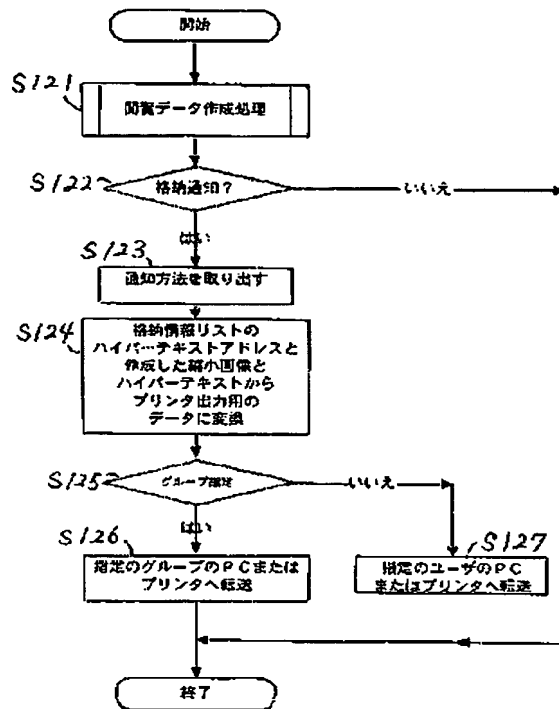 開始
S121
閲覧データ作成処理
S122
格納通知?
いいえ
はい
S123
通知方法を取り出す
S124
格納情報リストの
ハイパーテキストアドレスと
作成した縮小画像と
ハイパーテキストから
プリンタ出力用の
データに変換
S125
グループ指定
いいえ
はい
S126
指定のグループのPCまたは
プリンタへ転送
S127
指定のユーザのPC
またはプリンタへ転送
終了